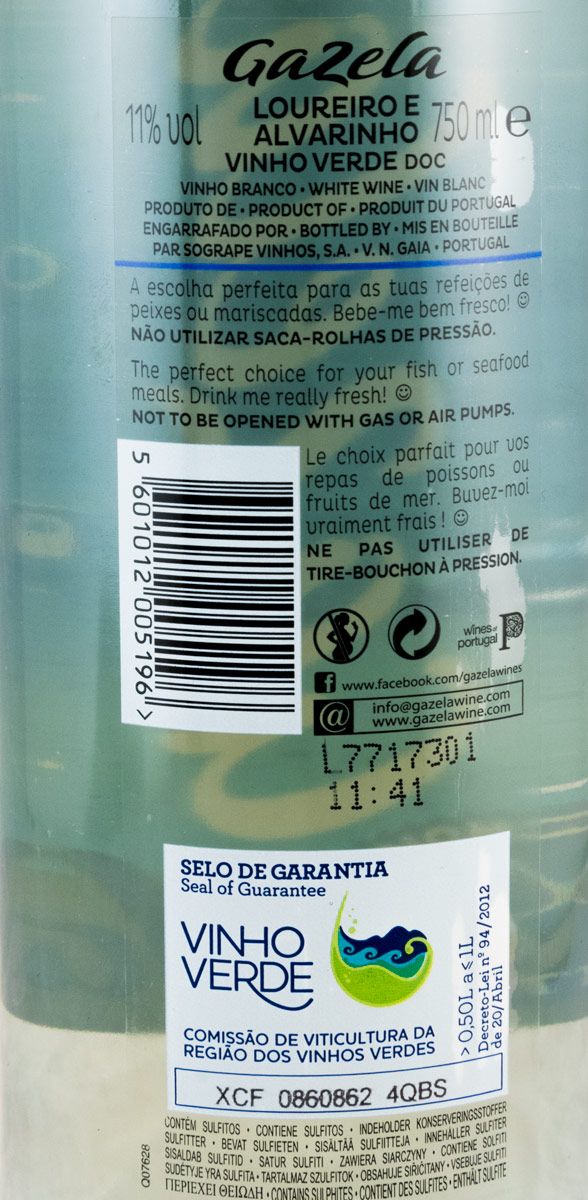 Gazela
11% vol
LOUREIRO E
ALVARINHO
750 ml e
VINHO VERDE DOC
VINHO BRANCO • WHITE WINE • VIN BLANC
PRODUTO DE • PRODUCT OF • PRODUIT DU PORTUGAL
ENGARRAFADO POR • BOTTLED BY • MIS EN BOUTEILLE
PAR SOGRAPE VINHOS, S.A. • V. N. GAIA • PORTUGAL
A escolha perfeita para as tuas refeições de
peixes ou mariscadas. Bebe-me bem fresco! ☺
NÃO UTILIZAR SACA-ROLHAS DE PRESSÃO.
The perfect choice for your fish or seafood
meals. Drink me really fresh! ☺
NOT TO BE OPENED WITH GAS OR AIR PUMPS.
Le choix parfait pour vos
repas de poissons ou
fruits de mer. Buvez-moi
vraiment frais ! ☺
NE PAS UTILISER DE
TIRE-BOUCHON À PRESSION.
5 601012 005196 >
wines of
portugal
f www.facebook.com/gazelawines
@ info@gazelawine.com
www.gazelawine.com
L7717301
11:41
SELO DE GARANTIA
Seal of Guarantee
VINHO
VERDE
> 0,50L a ≤ 1L
Decreto-Lei nº 94/2012
de 20/Abril
COMISSÃO DE VITICULTURA DA
REGIÃO DOS VINHOS VERDES
XCF 0860862 4QBS
Q07628
CONTÉM SULFITOS • CONTIENE SULFITOS • INDEHOLDER KONSERVERINGSSTOFFER
SULFITTER • BEVAT SULFIETEN • SISÄLTÄÄ SULFIITTEJA • INNEHÅLLER SULFITER
SISALDAB SULFITID • SATUR SULFITI • ZAWIERA SIARCZYNY • CONTIENE SOLFITI
SUDĖTYJE YRA SULFITA • TARTALMAZ SZULFITOK • OBSAHUJE SIŘIČITANY • VSEBUJE SULFITI
ΠΕΡΙΕΧΕΙ ΘΕΙΩΔΗ • CONTAINS SULPHITES • CONTIENT DES SULFITES • ENTHÄLT SULFITE